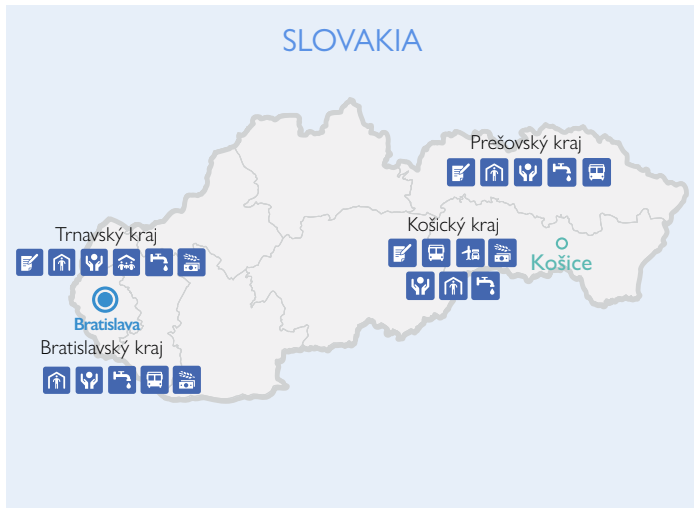 SLOVAKIA
Prešovský kraj
Košický kraj
Košice
Trnavský kraj
Bratislava
Bratislavský kraj